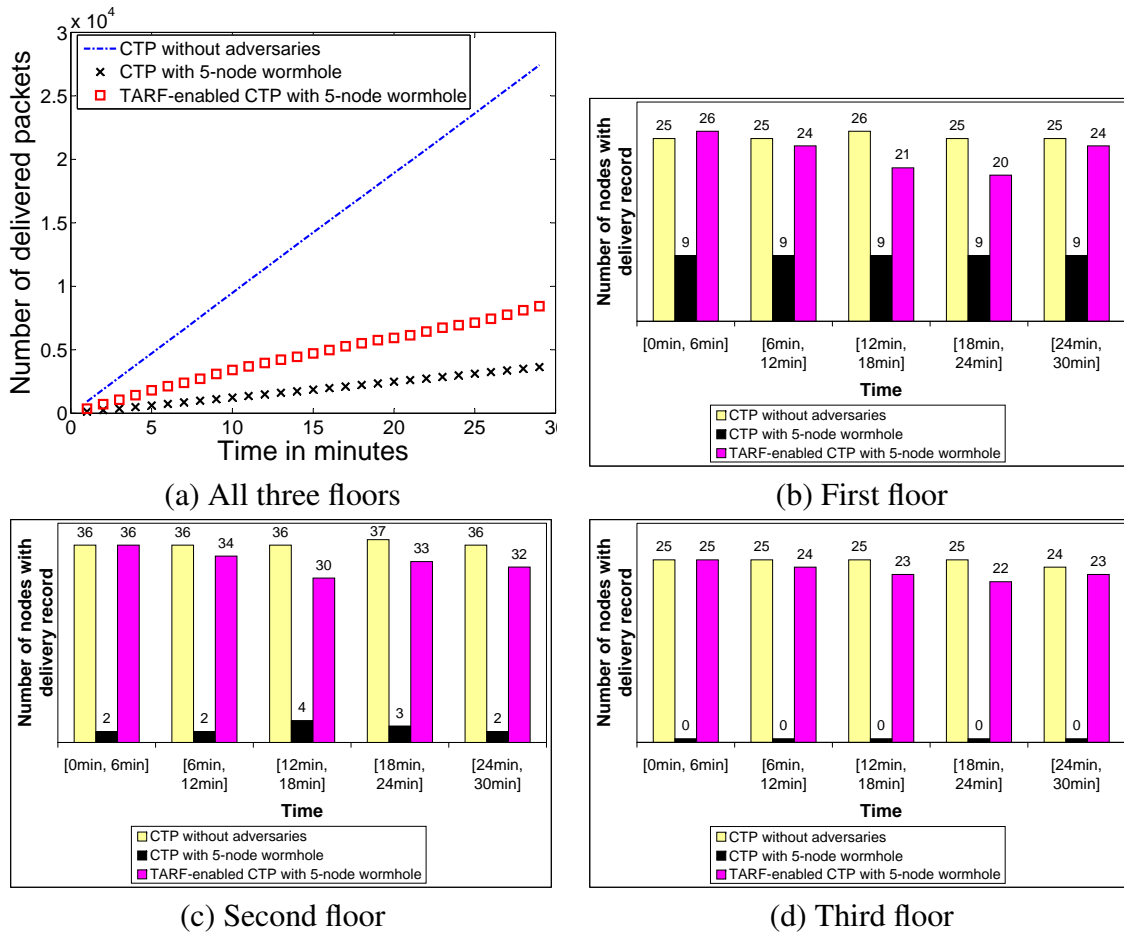 x 10^4
3
2.5
2
1.5
1
0.5
0
0 5 10 15 20 25 30
Number of delivered packets
Time in minutes
CTP without adversaries
CTP with 5-node wormhole
TARF-enabled CTP with 5-node wormhole
(a) All three floors
Number of nodes with
delivery record
25 9 26
25 9 24
26 9 21
25 9 20
25 9 24
[0min, 6min] [6min, 12min] [12min, 18min] [18min, 24min] [24min, 30min]
Time
CTP without adversaries
CTP with 5-node wormhole
TARF-enabled CTP with 5-node wormhole
(b) First floor
Number of nodes with
delivery record
36 2 36
36 2 34
36 4 30
37 3 33
36 2 32
[0min, 6min] [6min, 12min] [12min, 18min] [18min, 24min] [24min, 30min]
Time
CTP without adversaries
CTP with 5-node wormhole
TARF-enabled CTP with 5-node wormhole
(c) Second floor
Number of nodes with
delivery record
25 0 25
25 0 24
25 0 23
25 0 22
24 0 23
[0min, 6min] [6min, 12min] [12min, 18min] [18min, 24min] [24min, 30min]
Time
CTP without adversaries
CTP with 5-node wormhole
TARF-enabled CTP with 5-node wormhole
(d) Third floor